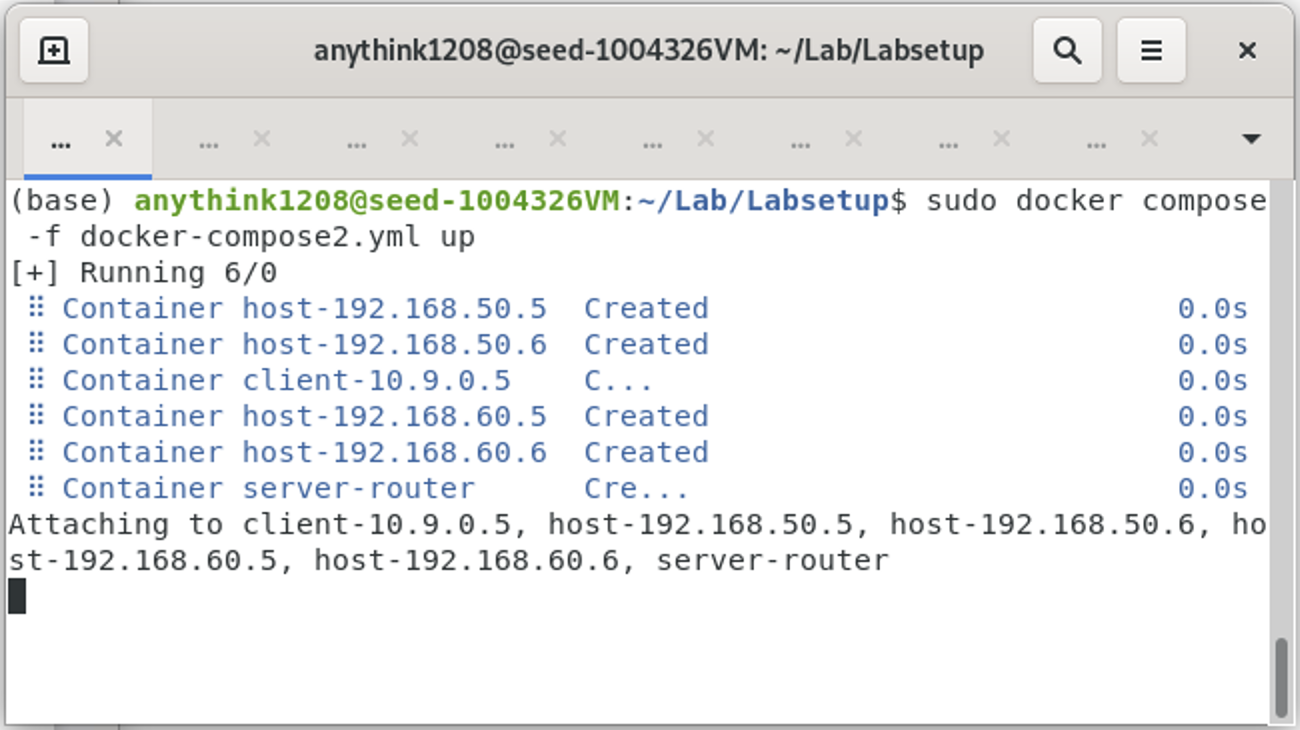 anythink1208@seed-1004326VM: ~/Lab/Labsetup
... ... ... ... ... ... ... ...
(base) anythink1208@seed-1004326VM:~/Lab/Labsetup$ sudo docker compose
-f docker-compose2.yml up
[+] Running 6/0
⠿ Container host-192.168.50.5 Created 0.0s
⠿ Container host-192.168.50.6 Created 0.0s
⠿ Container client-10.9.0.5 C... 0.0s
⠿ Container host-192.168.60.5 Created 0.0s
⠿ Container host-192.168.60.6 Created 0.0s
⠿ Container server-router Cre... 0.0s
Attaching to client-10.9.0.5, host-192.168.50.5, host-192.168.50.6, ho
st-192.168.60.5, host-192.168.60.6, server-router